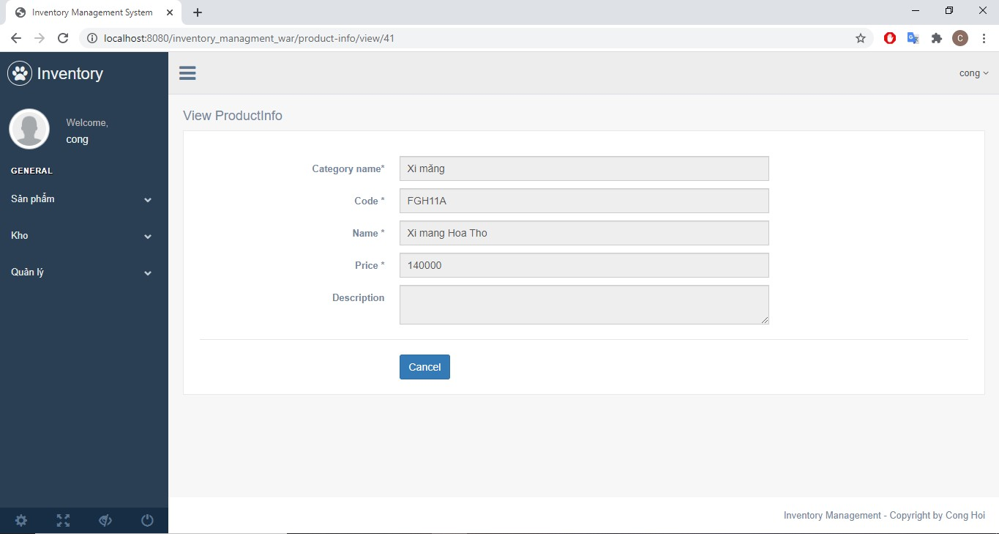 Inventory Management System
localhost:8080/inventory_managment_war/product-info/view/41
C
Inventory
cong
Welcome,
cong
GENERAL
Sản phẩm
Kho
Quản lý
View ProductInfo
Category name* Xi măng
Code * FGH11A
Name * Xi mang Hoa Tho
Price * 140000
Description
Cancel
Inventory Management - Copyright by Cong Hoi